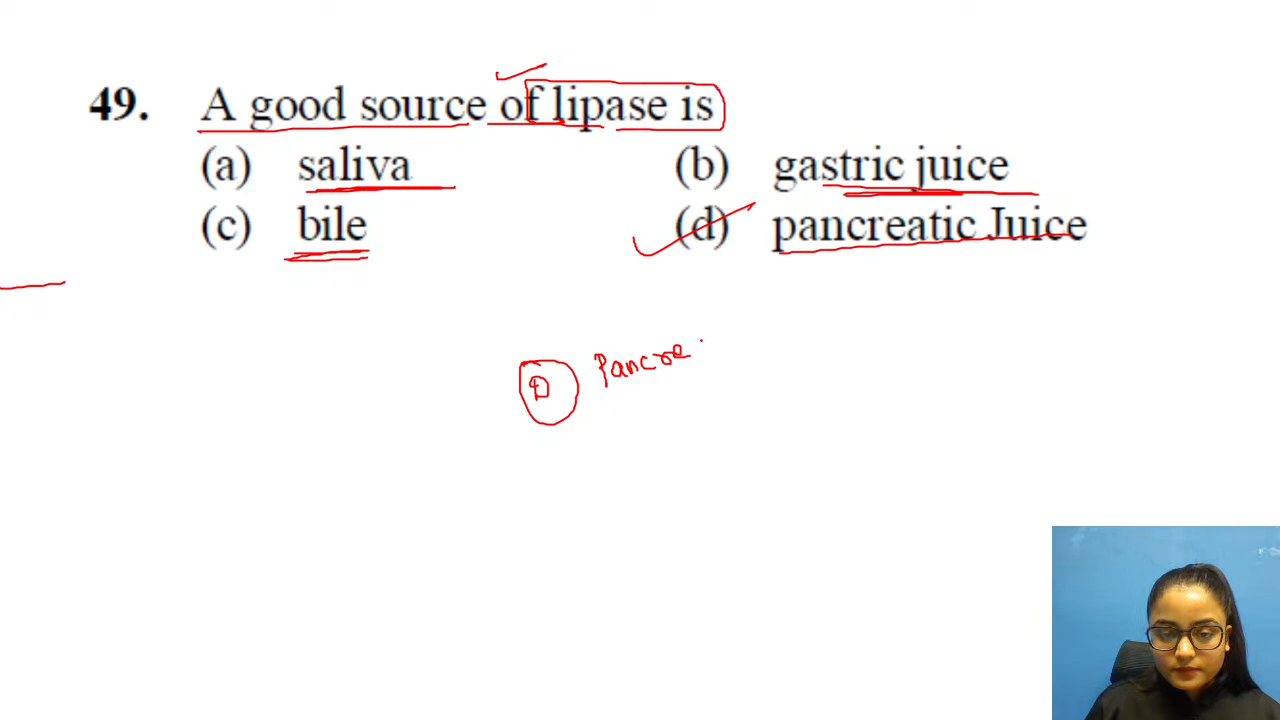 49. A good source of lipase is
(a) saliva (b) gastric juice
(c) bile (d) pancreatic Juice
D Pancre